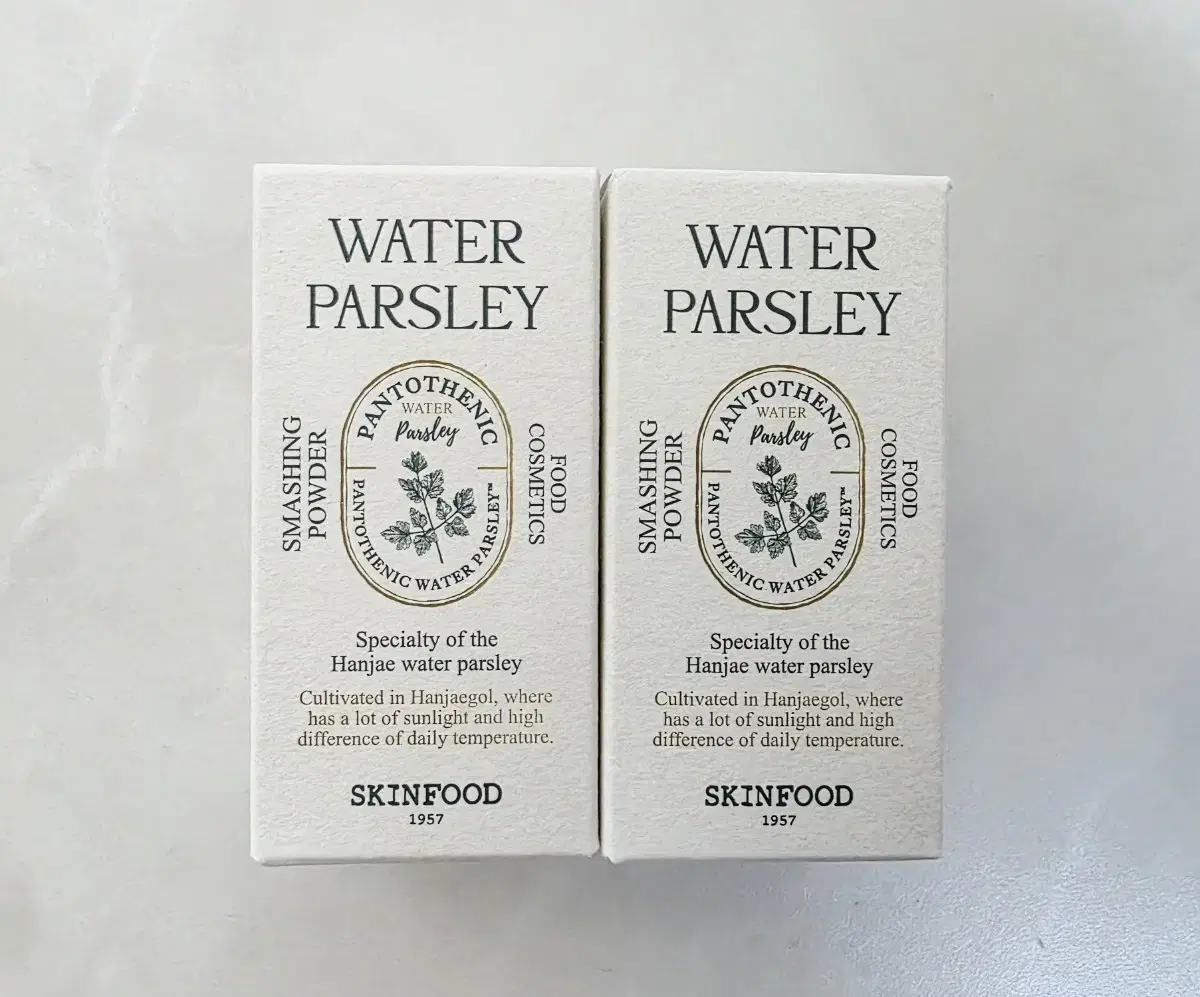 WATER
PARSLEY
SMASHING
POWDER
PANTOTHENIC
WATER
Parsley
PANTOTHENIC WATER PARSLEY™
FOOD
COSMETICS
Specialty of the
Hanjae water parsley
Cultivated in Hanjaegol, where
has a lot of sunlight and high
difference of daily temperature.
SKINFOOD
1957
WATER
PARSLEY
SMASHING
POWDER
PANTOTHENIC
WATER
Parsley
PANTOTHENIC WATER PARSLEY™
FOOD
COSMETICS
Specialty of the
Hanjae water parsley
Cultivated in Hanjaegol, where
has a lot of sunlight and high
difference of daily temperature.
SKINFOOD
1957